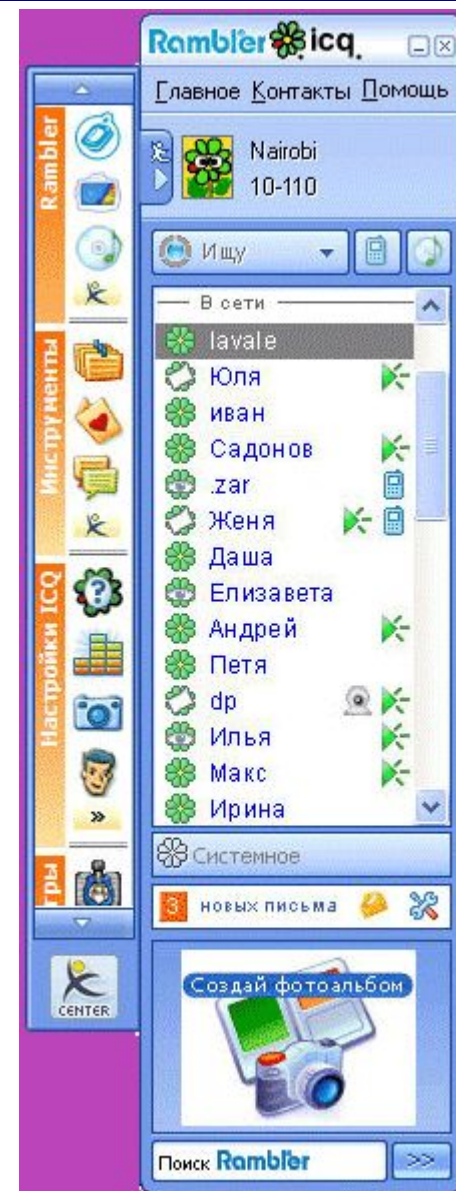 Rambler icq
Главное Контакты Помощь
Nairobi
10-110
Ищу
В сети
lavale
Юля
иван
Садонов
.zar
Женя
Даша
Елизавета
Андрей
Петя
dp
Илья
Макс
Ирина
Системное
3 новых письма
Создай фотоальбом
Поиск Rambler >>
Rambler
Инструменты
Настройки ICQ
»
гры
CENTER